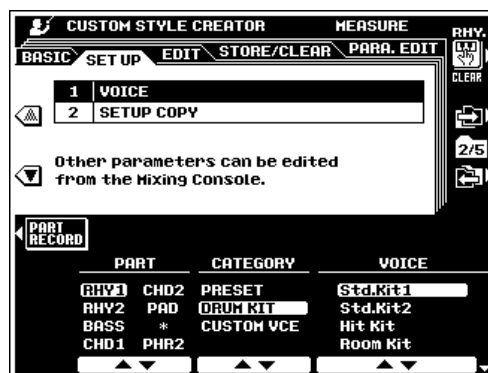 CUSTOM STYLE CREATOR MEASURE RHY.
BASIC SET UP EDIT STORE/CLEAR PARA. EDIT
CLEAR
1 VOICE
2 SETUP COPY
2/5
Other parameters can be edited
from the Mixing Console.
PART
RECORD
PART CATEGORY VOICE
RHY1 CHD2 PRESET Std.Kit1
RHY2 PAD DRUM KIT Std.Kit2
BASS * CUSTOM VCE Hit Kit
CHD1 PHR2 Room Kit